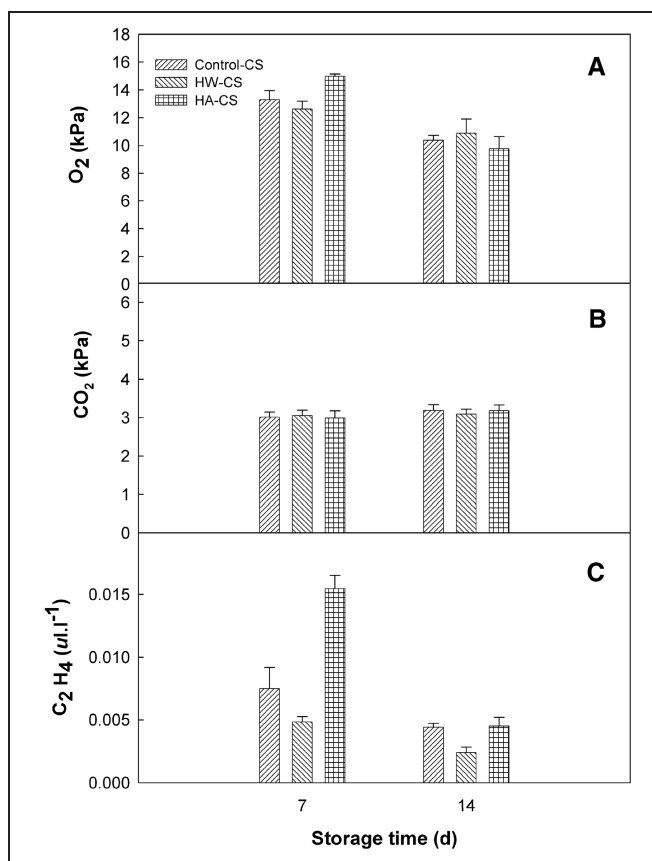 18
16
14
12
10
8
6
4
2
0
O2 (kPa)
Control-CS
HW-CS
HA-CS
A
6
5
4
3
2
1
0
CO2 (kPa)
B
0.015
0.010
0.005
0.000
C2 H4 (ul.l-1)
C
7 14
Storage time (d)